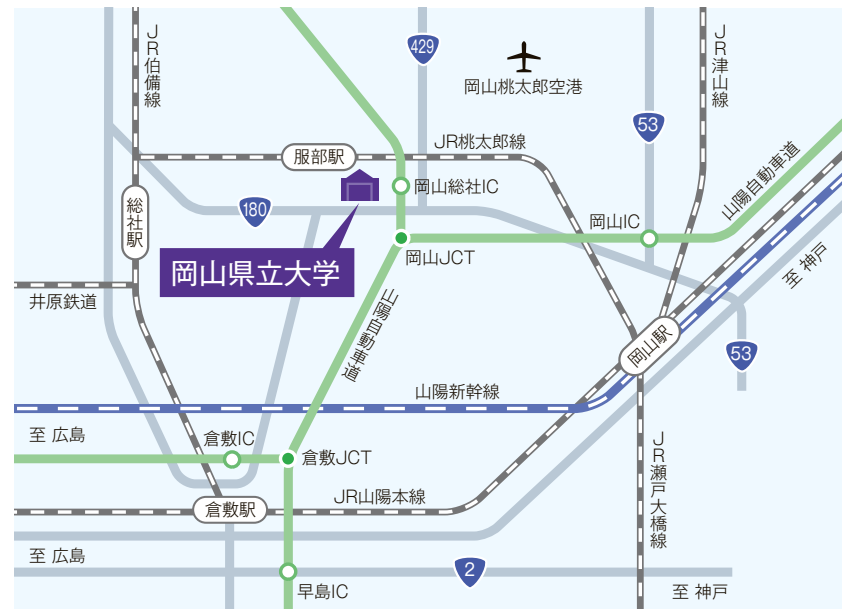 JR伯備線
429
岡山桃太郎空港
JR津山線
53
JR桃太郎線
服部駅
岡山総社IC
山陽自動車道
総社駅
180
岡山IC
岡山県立大学
岡山JCT
至 神戸
井原鉄道
山陽自動車道
岡山駅
53
山陽新幹線
至 広島
倉敷IC
倉敷JCT
JR瀬戸大橋線
JR山陽本線
倉敷駅
至 広島
2
早島IC
至 神戸